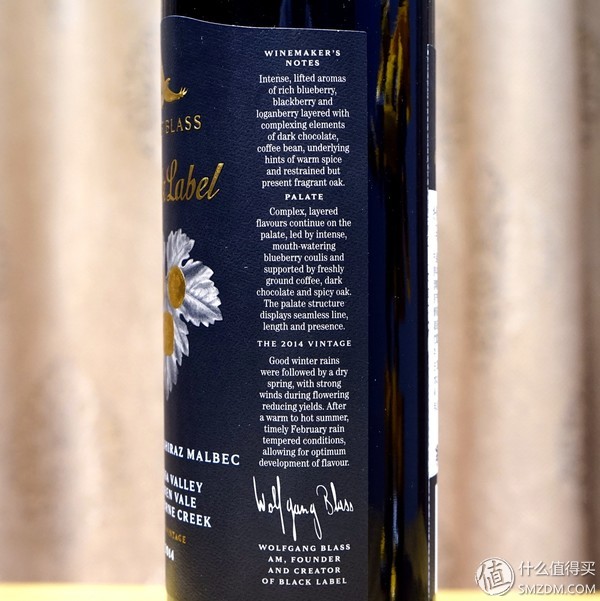 GLASS
Label
SHIRAZ MALBEC
VALLEY
VALE
CREEK
WINEMAKER'S
NOTES
Intense, lifted aromas
of rich blueberry,
blackberry and
loganberry layered with
complexing elements
of dark chocolate,
coffee bean, underlying
hints of warm spice
and restrained but
present fragrant oak.
PALATE
Complex, layered
flavours continue on the
palate, led by intense,
mouth-watering
blueberry coulis and
supported by freshly
ground coffee, dark
chocolate and spicy oak.
The palate structure
displays seamless line,
length and presence.
THE 2014 VINTAGE
Good winter rains
were followed by a dry
spring, with strong
winds during flowering
reducing yields. After
a warm to hot summer,
timely February rain
tempered conditions,
allowing for optimum
development of flavour.
Wolfgang Blass
WOLFGANG BLASS
AM, FOUNDER
AND CREATOR
OF BLACK LABEL
值 什么值得买
SMZDM.COM